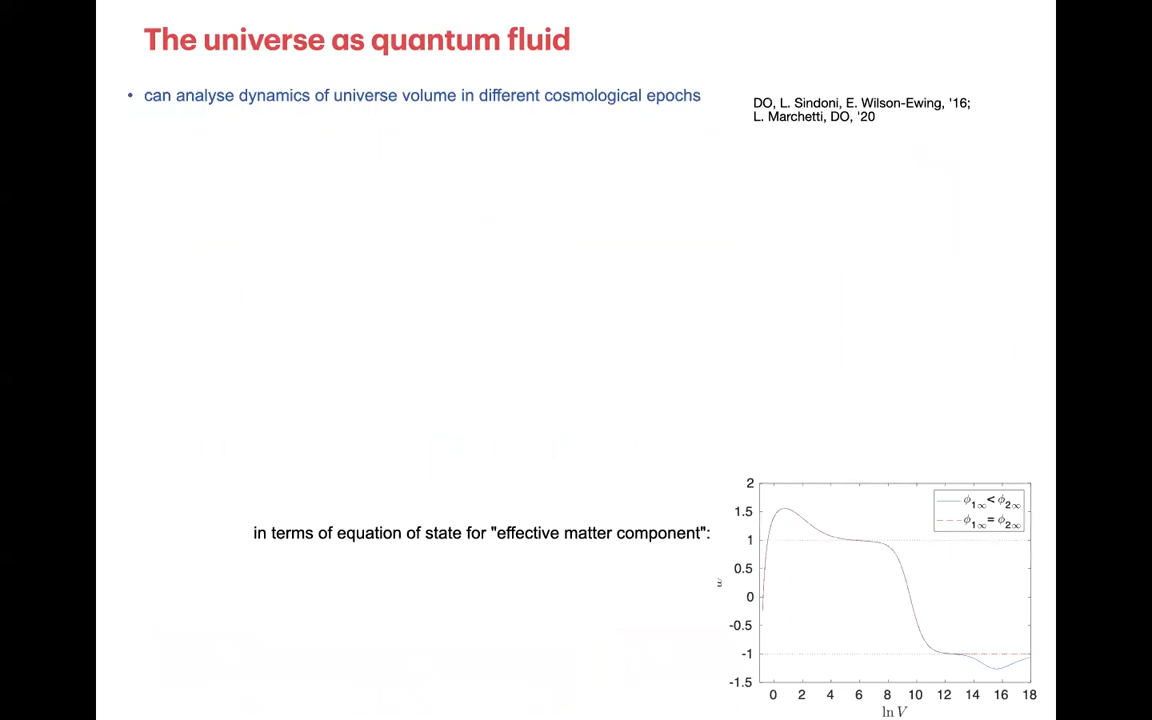 The universe as quantum fluid
• can analyse dynamics of universe volume in different cosmological epochs
DO, L. Sindoni, E. Wilson-Ewing, '16;
L. Marchetti, DO, '20
in terms of equation of state for "effective matter component":
2
1.5
1
0.5
0
-0.5
-1
-1.5
w
ϕ₁∞ < ϕ₂∞
ϕ₁∞ = ϕ₂∞
0 2 4 6 8 10 12 14 16 18
ln V